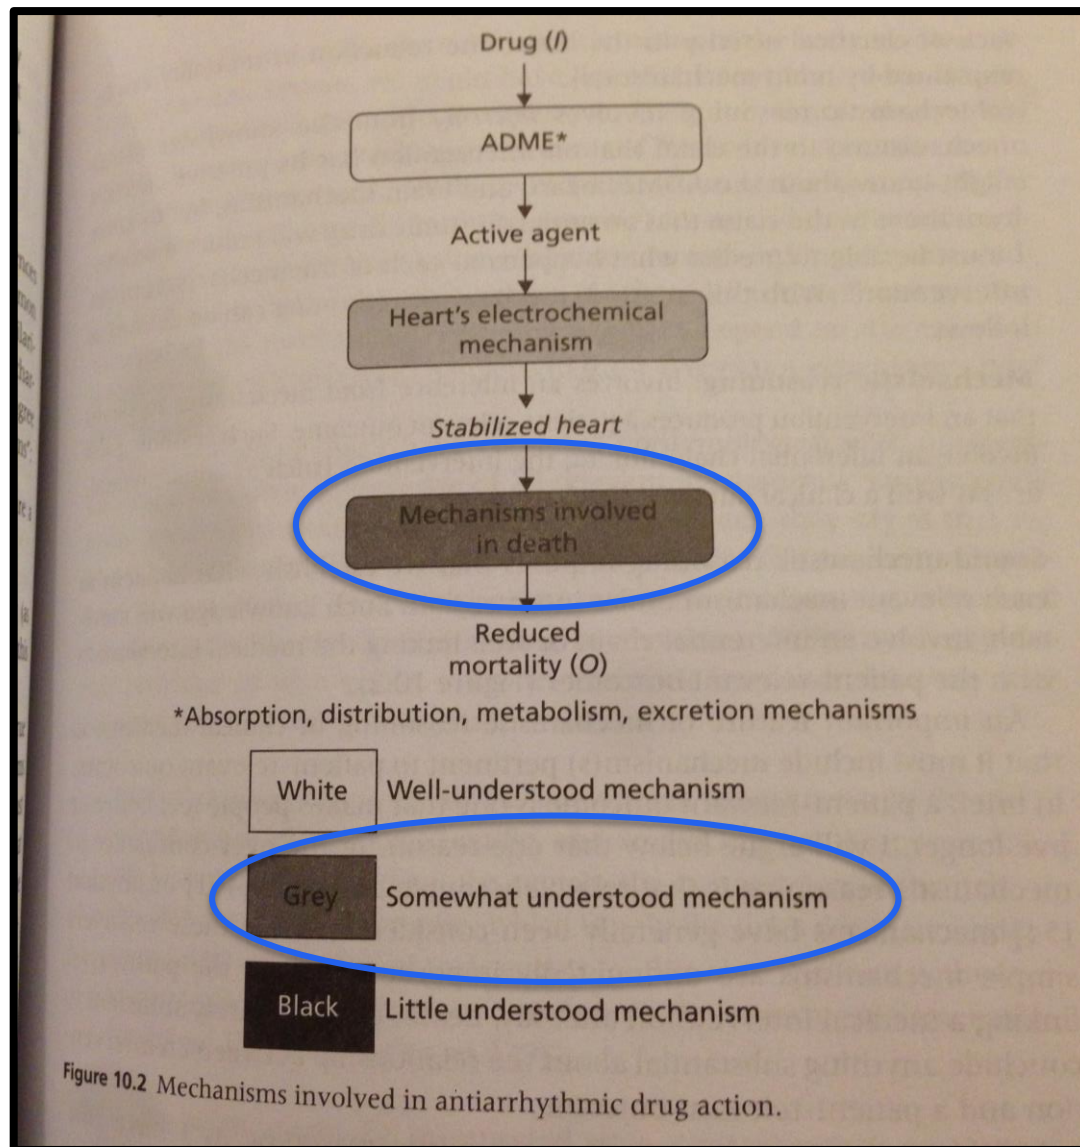 Drug (I)
ADME*
Active agent
Heart's electrochemical
mechanism
Stabilized heart
Mechanisms involved
in death
Reduced
mortality (O)
*Absorption, distribution, metabolism, excretion mechanisms
White Well-understood mechanism
Grey Somewhat understood mechanism
Black Little understood mechanism
Figure 10.2 Mechanisms involved in antiarrhythmic drug action.